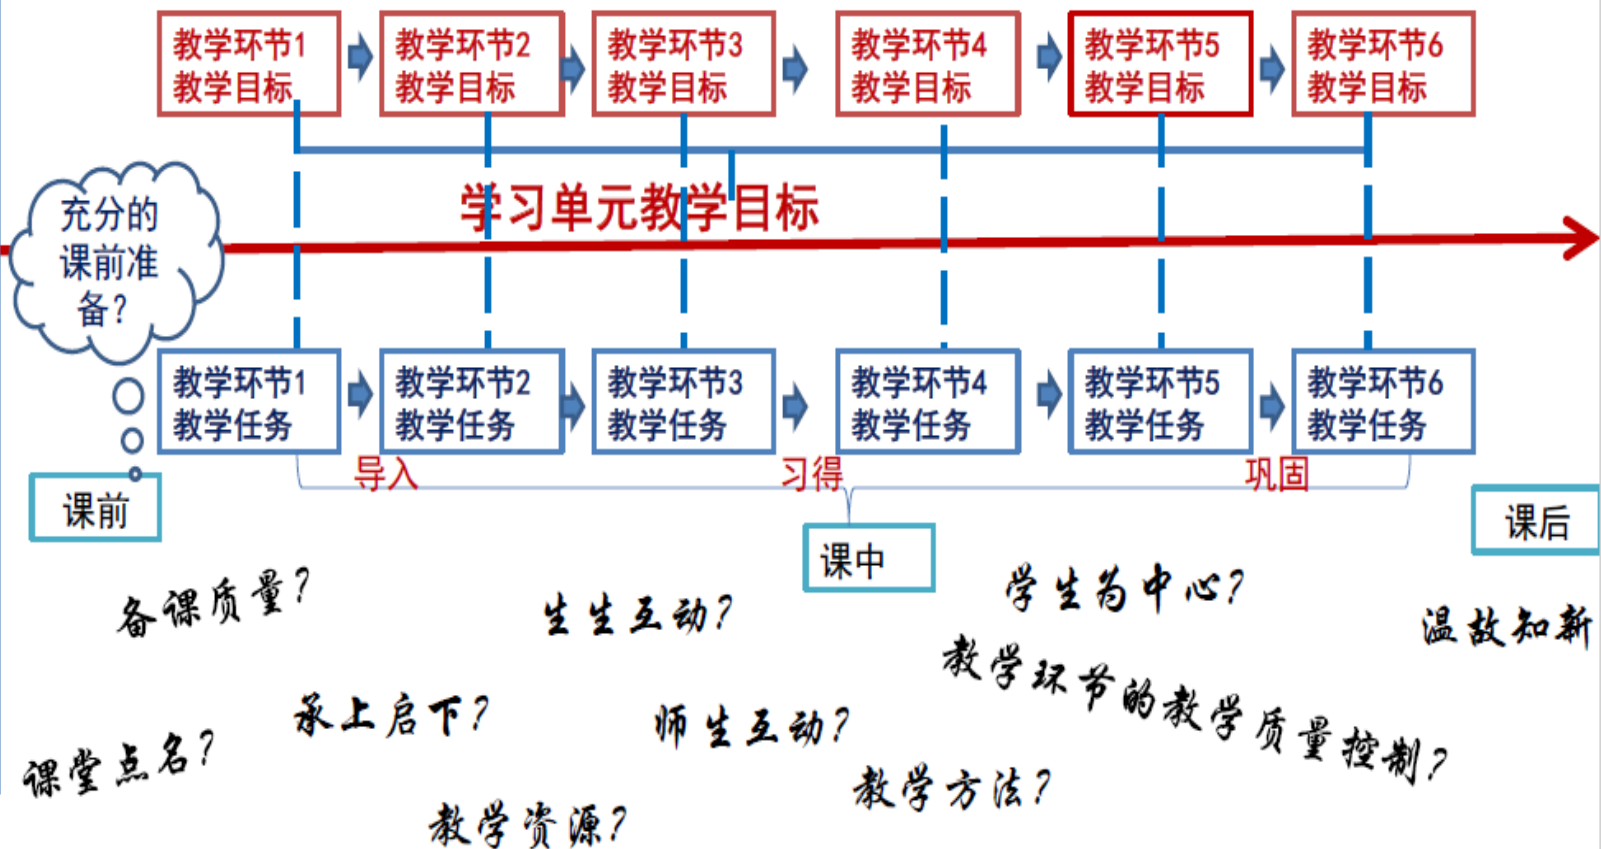 教学环节1
教学目标
教学环节2
教学目标
教学环节3
教学目标
教学环节4
教学目标
教学环节5
教学目标
教学环节6
教学目标
学习单元教学目标
充分的
课前准
备？
教学环节1
教学任务
教学环节2
教学任务
教学环节3
教学任务
教学环节4
教学任务
教学环节5
教学任务
教学环节6
教学任务
导入
习得
巩固
课前
课中
课后
备课质量？
生生互动？
学生为中心？
温故知新
承上启下？
师生互动？
教学环节的教学质量控制？
课堂点名？
教学方法？
教学资源？